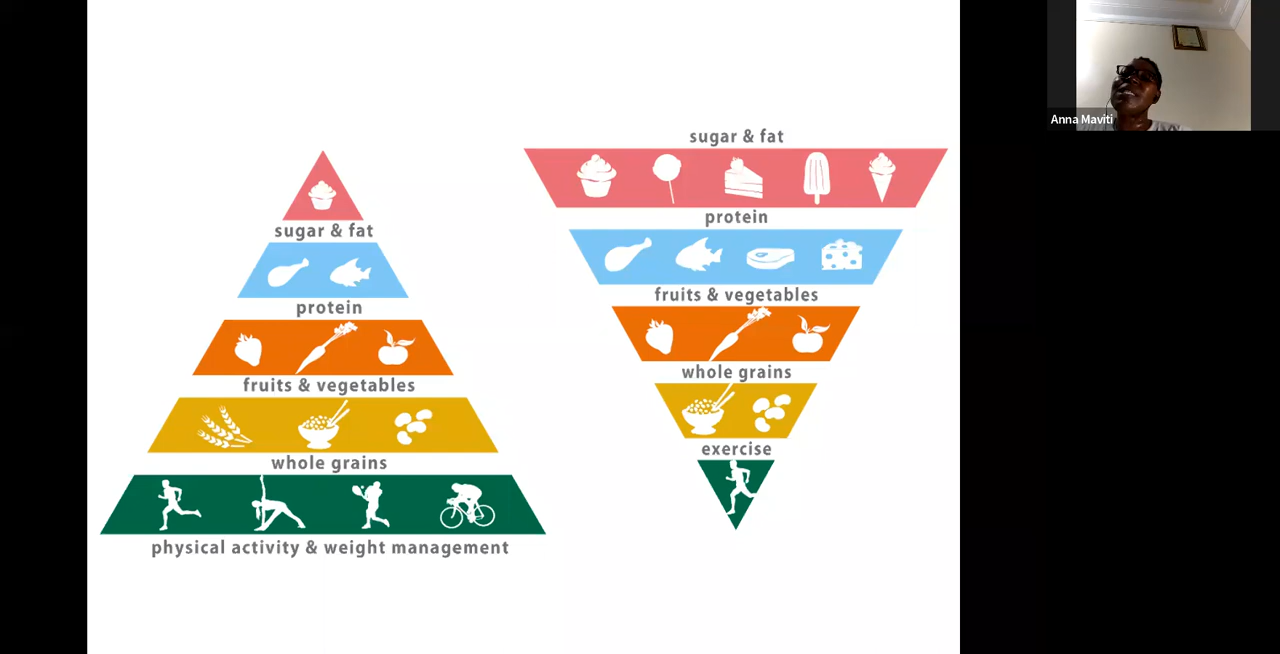 sugar & fat
protein
fruits & vegetables
whole grains
physical activity & weight management
sugar & fat
protein
fruits & vegetables
whole grains
exercise
Anna Maviti